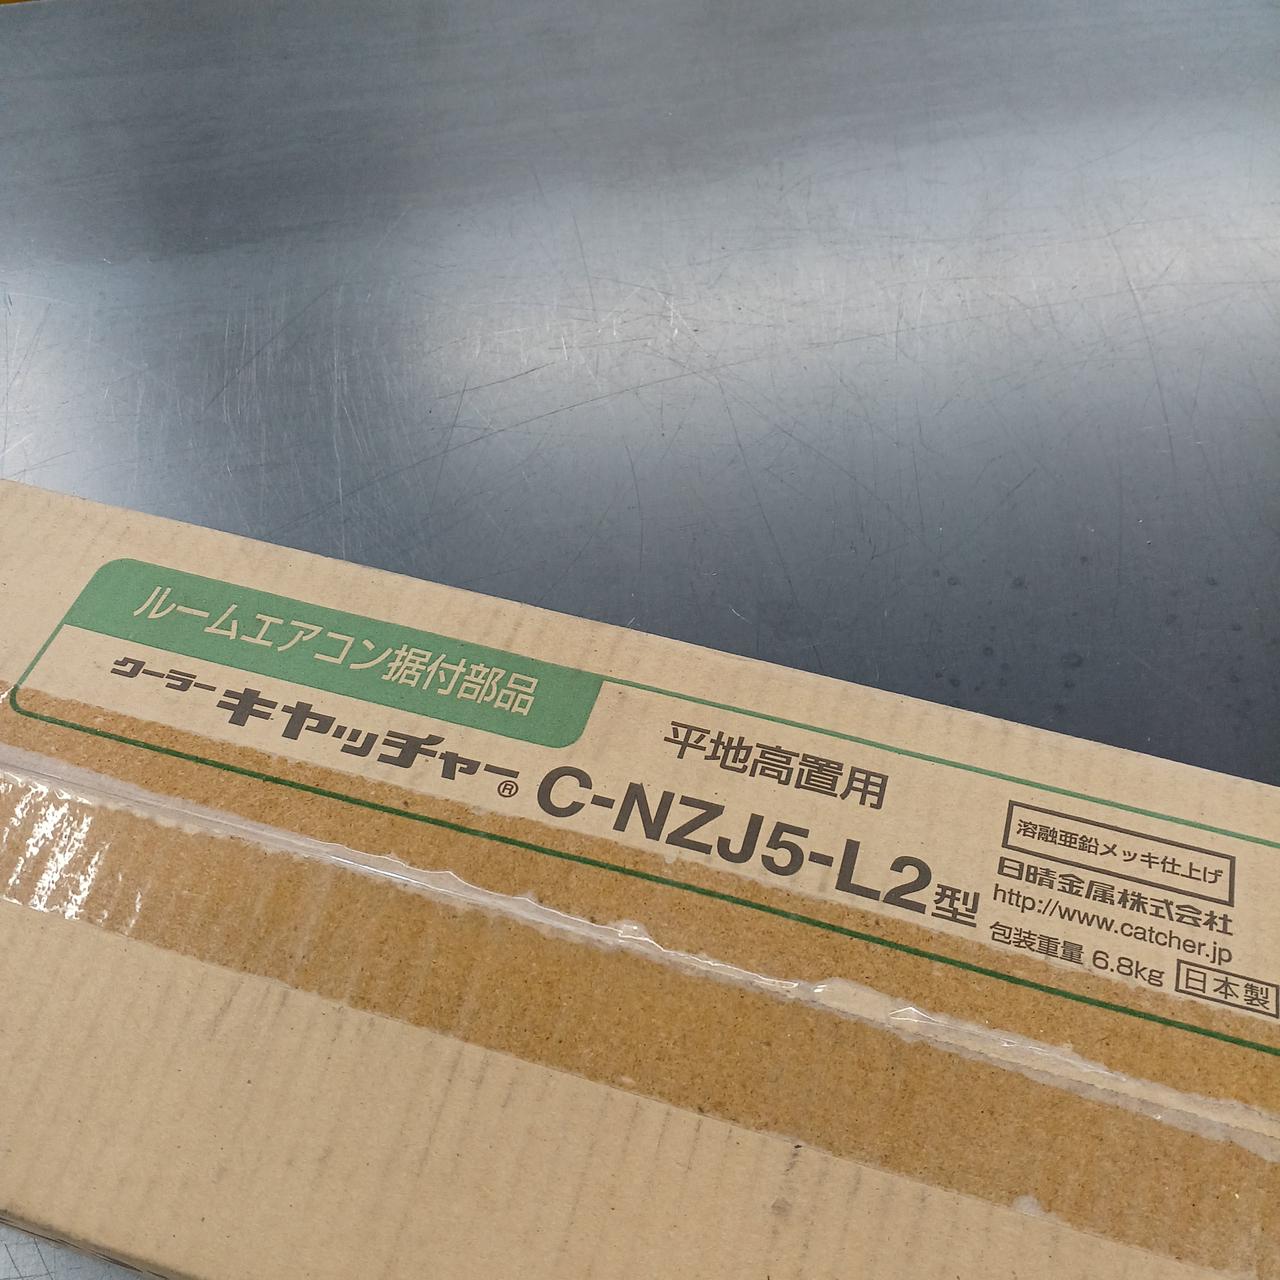 ルームエアコン据付部品
クーラーキャッチャー® C-NZJ5-L2型
平地高置用
溶融亜鉛メッキ仕上げ
日晴金属株式会社
http://www.catcher.jp
包装重量 6.8kg 日本製